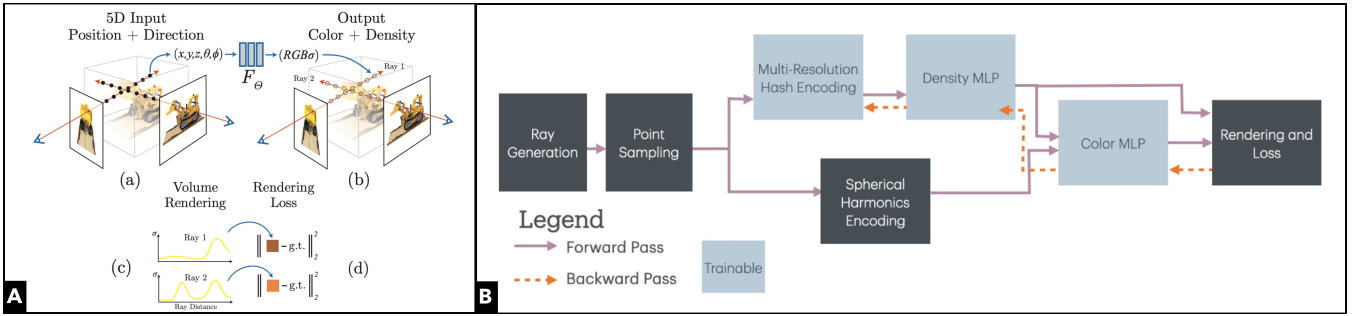 5D Input
Position + Direction
Output
Color + Density
(x,y,z,θ,ϕ)
F_Θ
(RGBσ)
Ray 1
Ray 2
(a)
(b)
Volume
Rendering
Rendering
Loss
σ
Ray 1
‖ – g.t. ‖²₂
(c)
(d)
σ
Ray 2
‖ – g.t. ‖²₂
Ray Distance
A
Ray
Generation
Point
Sampling
Multi-Resolution
Hash Encoding
Density MLP
Spherical
Harmonics
Encoding
Color MLP
Rendering and
Loss
Legend
Forward Pass
Backward Pass
Trainable
B